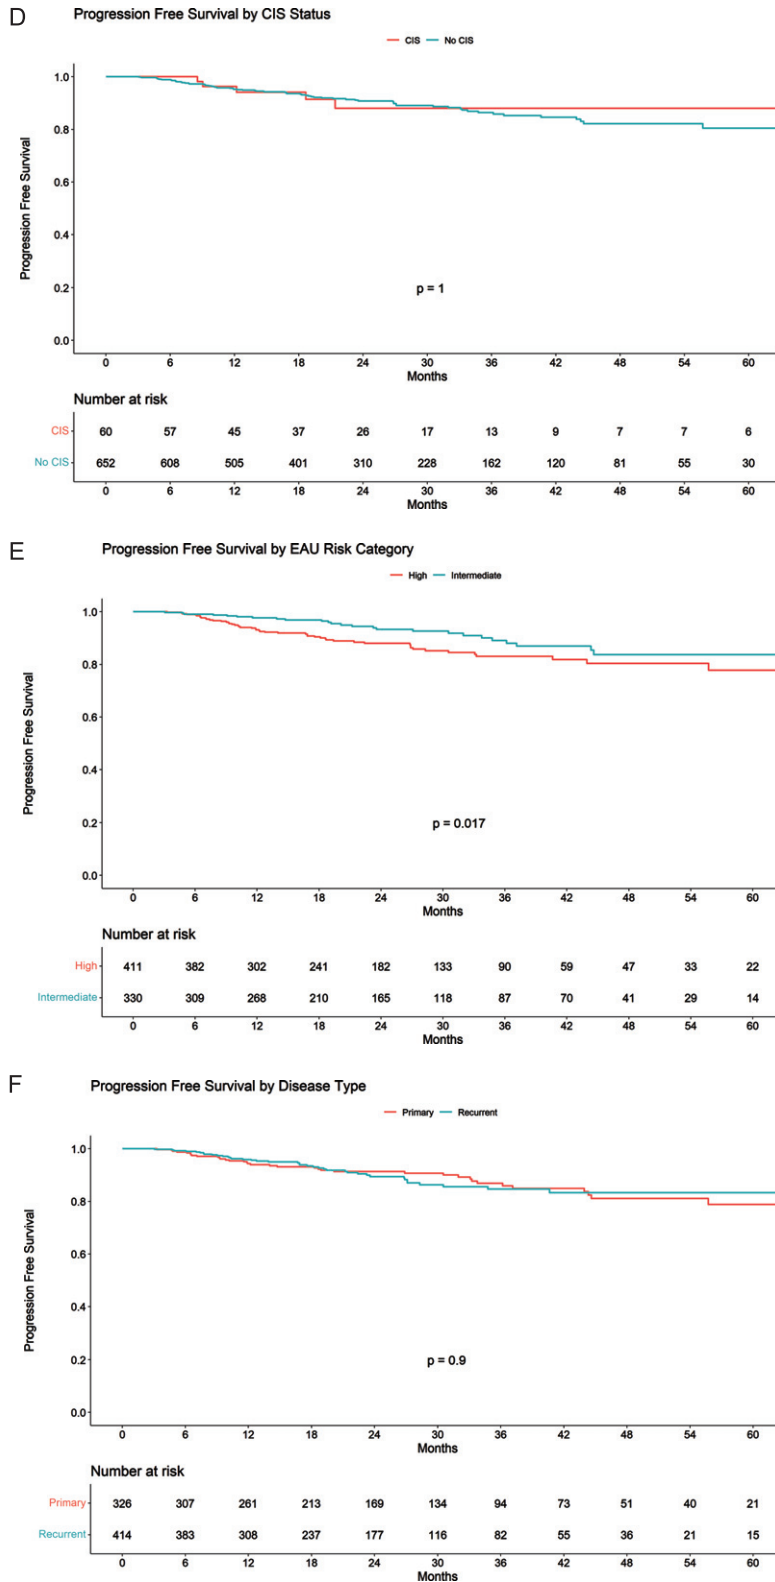 D
Progression Free Survival by CIS Status
CIS No CIS
1.0
0.8
0.6
0.4
0.2
0.0
Progression Free Survival
p = 1
0 6 12 18 24 30 36 42 48 54 60
Months
Number at risk
CIS 60 57 45 37 26 17 13 9 7 7 6
No CIS 652 608 505 401 310 228 162 120 81 55 30
0 6 12 18 24 30 36 42 48 54 60
Months
E
Progression Free Survival by EAU Risk Category
High Intermediate
1.0
0.8
0.6
0.4
0.2
0.0
Progression Free Survival
p = 0.017
0 6 12 18 24 30 36 42 48 54 60
Months
Number at risk
High 411 382 302 241 182 133 90 59 47 33 22
Intermediate 330 309 268 210 165 118 87 70 41 29 14
0 6 12 18 24 30 36 42 48 54 60
Months
F
Progression Free Survival by Disease Type
Primary Recurrent
1.0
0.8
0.6
0.4
0.2
0.0
Progression Free Survival
p = 0.9
0 6 12 18 24 30 36 42 48 54 60
Months
Number at risk
Primary 326 307 261 213 169 134 94 73 51 40 21
Recurrent 414 383 308 237 177 116 82 55 36 21 15
0 6 12 18 24 30 36 42 48 54 60
Months